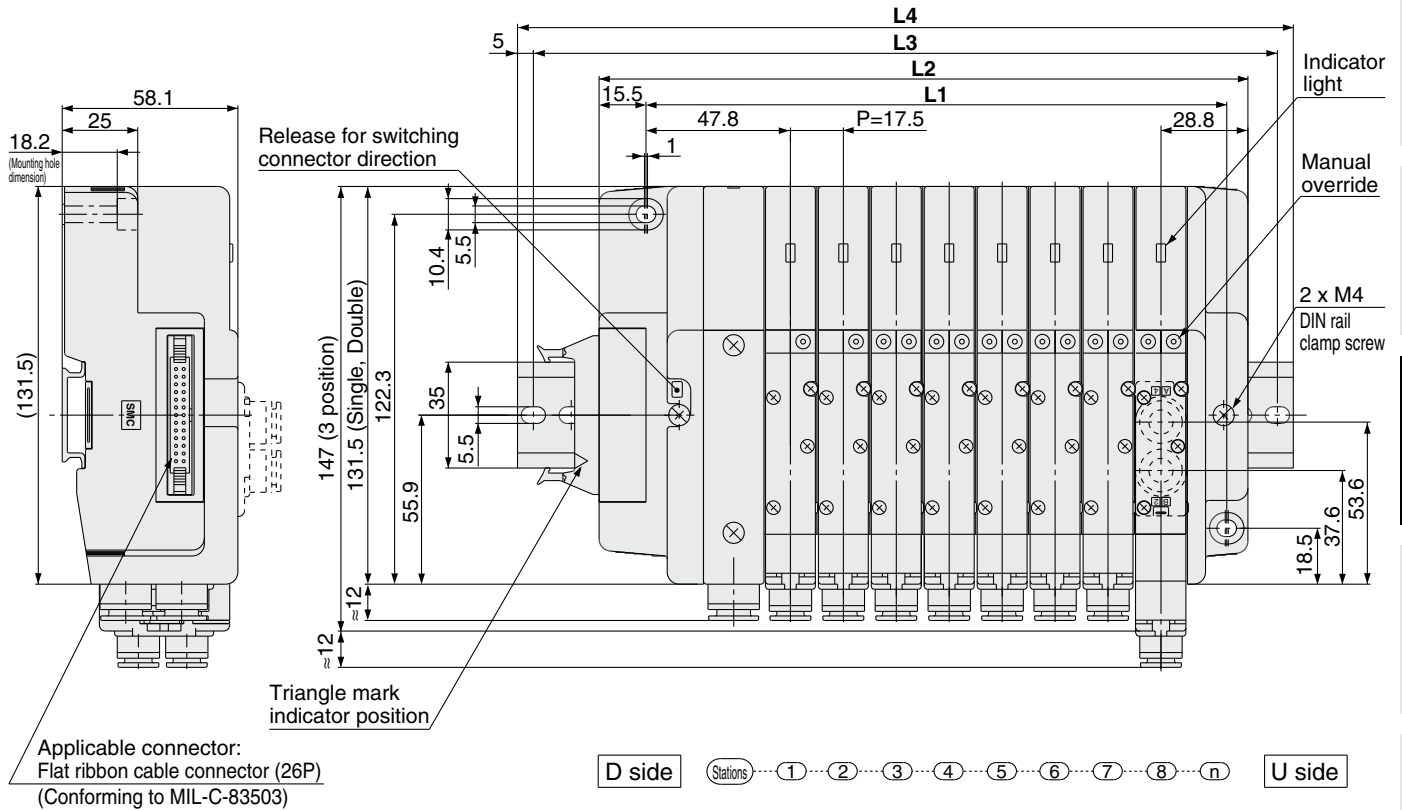 L4
5
L3
L2
Indicator
light
58.1
15.5
L1
25
47.8
P=17.5
28.8
Release for switching
connector direction
18.2
(Mounting hole
dimension)
1
Manual
override
10.4
5.5
2 x M4
DIN rail
clamp screw
(131.5)
147 (3 position)
131.5 (Single, Double)
122.3
35
5.5
55.9
SMC
A 4
B 2
53.6
37.6
18.5
≈12
≈12
Triangle mark
indicator position
Applicable connector:
Flat ribbon cable connector (26P)
(Conforming to MIL-C-83503)
D side
Stations 1 2 3 4 5 6 7 8 n
U side